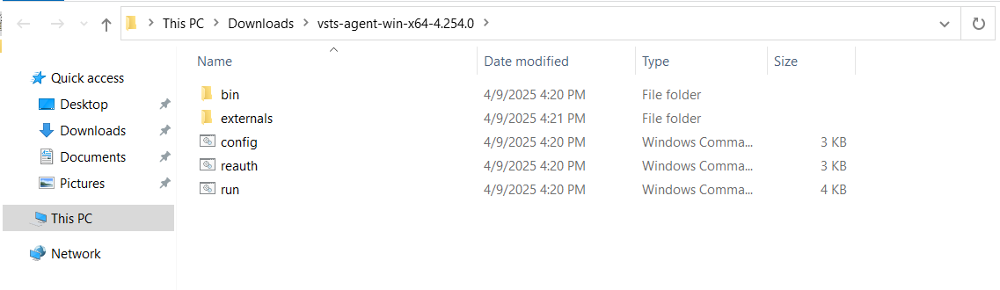 This PC > Downloads > vsts-agent-win-x64-4.254.0 >
Name Date modified Type Size
Quick access
Desktop
Downloads
Documents
Pictures
This PC
Network
bin 4/9/2025 4:20 PM File folder
externals 4/9/2025 4:21 PM File folder
config 4/9/2025 4:20 PM Windows Comma... 3 KB
reauth 4/9/2025 4:20 PM Windows Comma... 3 KB
run 4/9/2025 4:20 PM Windows Comma... 4 KB